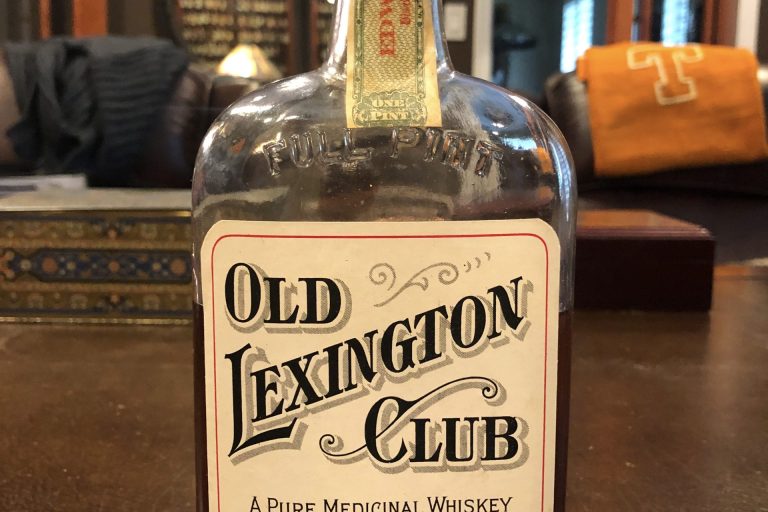 ONE
PINT
FULL PINT
T
OLD
LEXINGTON
CLUB
A PURE MEDICINAL WHISKEY